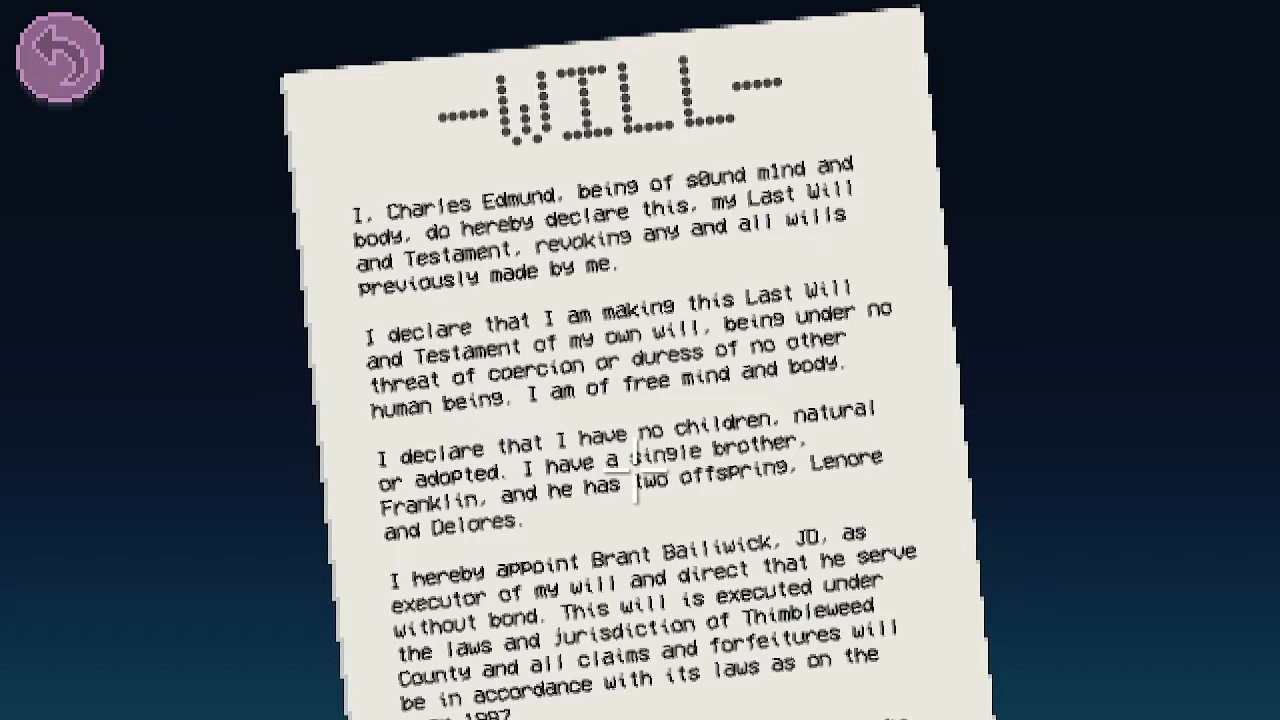 -WILL-
I, Charles Edmund, being of s0und m1nd and
body, do hereby declare this, my Last Will
and Testament, revoking any and all wills
previously made by me.
I declare that I am making this Last Will
and Testament of my own will, being under no
threat of coercion or duress of no other
human being. I am of free mind and body.
I declare that I have no children, natural
or adopted. I have a single brother,
Franklin, and he has two offspring, Lenore
and Delores.
I hereby appoint Brant Bailiwick, JD, as
executor of my will and direct that he serve
without bond. This will is executed under
the laws and jurisdiction of Thimbleweed
County and all claims and forfeitures will
be in accordance with its laws as on the
1987